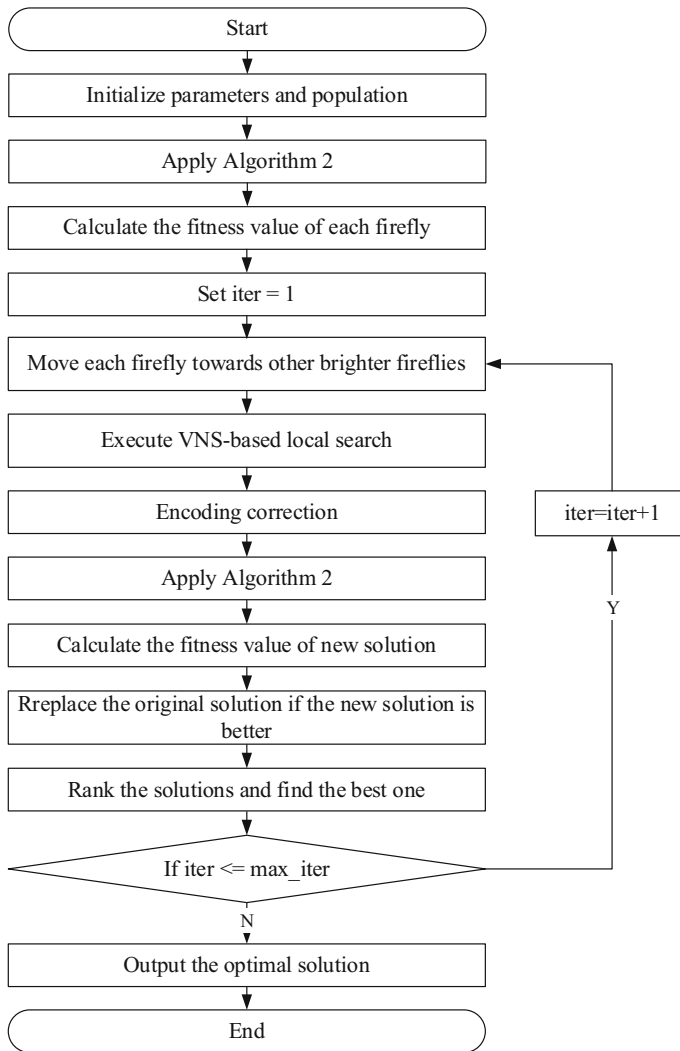 Start
Initialize parameters and population
Apply Algorithm 2
Calculate the fitness value of each firefly
Set iter = 1
Move each firefly towards other brighter fireflies
Execute VNS-based local search
Encoding correction
iter=iter+1
Apply Algorithm 2
Y
Calculate the fitness value of new solution
Rreplace the original solution if the new solution is
better
Rank the solutions and find the best one
If iter <= max_iter
N
Output the optimal solution
End